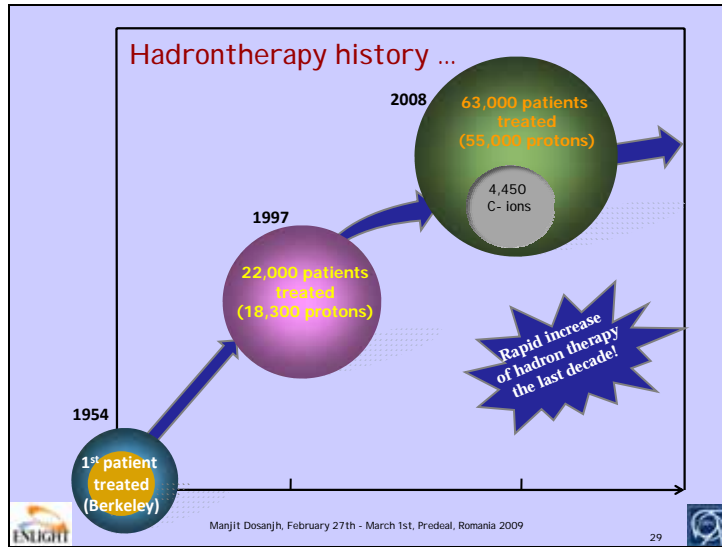 Hadrontherapy history ...
2008
63,000 patients
treated
(55,000 protons)
4,450
C- ions
1997
22,000 patients
treated
(18,300 protons)
Rapid increase
of hadron therapy
the last decade!
1954
1st patient
treated
(Berkeley)
ENLIGHT
Manjit Dosanjh, February 27th - March 1st, Predeal, Romania 2009
29